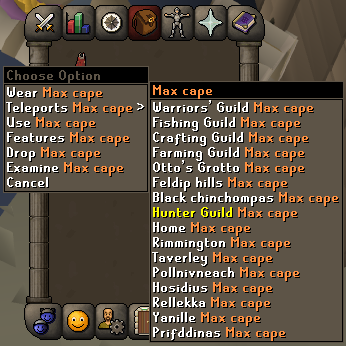 Choose Option
Wear Max cape
Teleports Max cape >
Use Max cape
Features Max cape
Drop Max cape
Examine Max cape
Cancel
Max cape
Warriors' Guild Max cape
Fishing Guild Max cape
Crafting Guild Max cape
Farming Guild Max cape
Otto's Grotto Max cape
Feldip hills Max cape
Black chinchompas Max cape
Hunter Guild Max cape
Home Max cape
Rimmington Max cape
Taverley Max cape
Pollnivneach Max cape
Hosidius Max cape
Rellekka Max cape
Yanille Max cape
Prifddinas Max cape